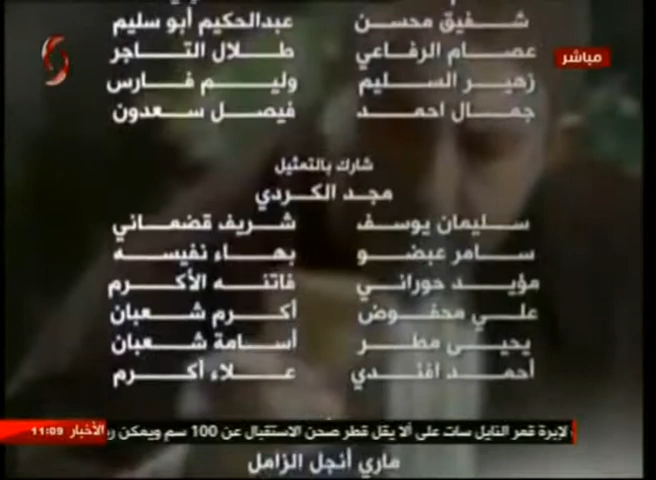 شفيق محسن عبدالحكيم أبو سليم
عصام الرفاعي طلال التاجر
مباشر
زهير السليم وليم فارس
جمال احمد فيصل سعدون
شارك بالتمثيل
مجد الكردي
سليمان يوسف شريف قضماني
سامر عبضو بهاء نفيسه
مؤيد حوراني فاتنه الأكرم
علي محفوض أكرم شعبان
يحيى مطر أسامة شعبان
أحمد افندي علاء أكرم
لإبرة قمر النايل سات على ألا يقل قطر صحن الاستقبال عن 100 سم ويمكن
الأخبار 11:09
ماري أنجل الزامل